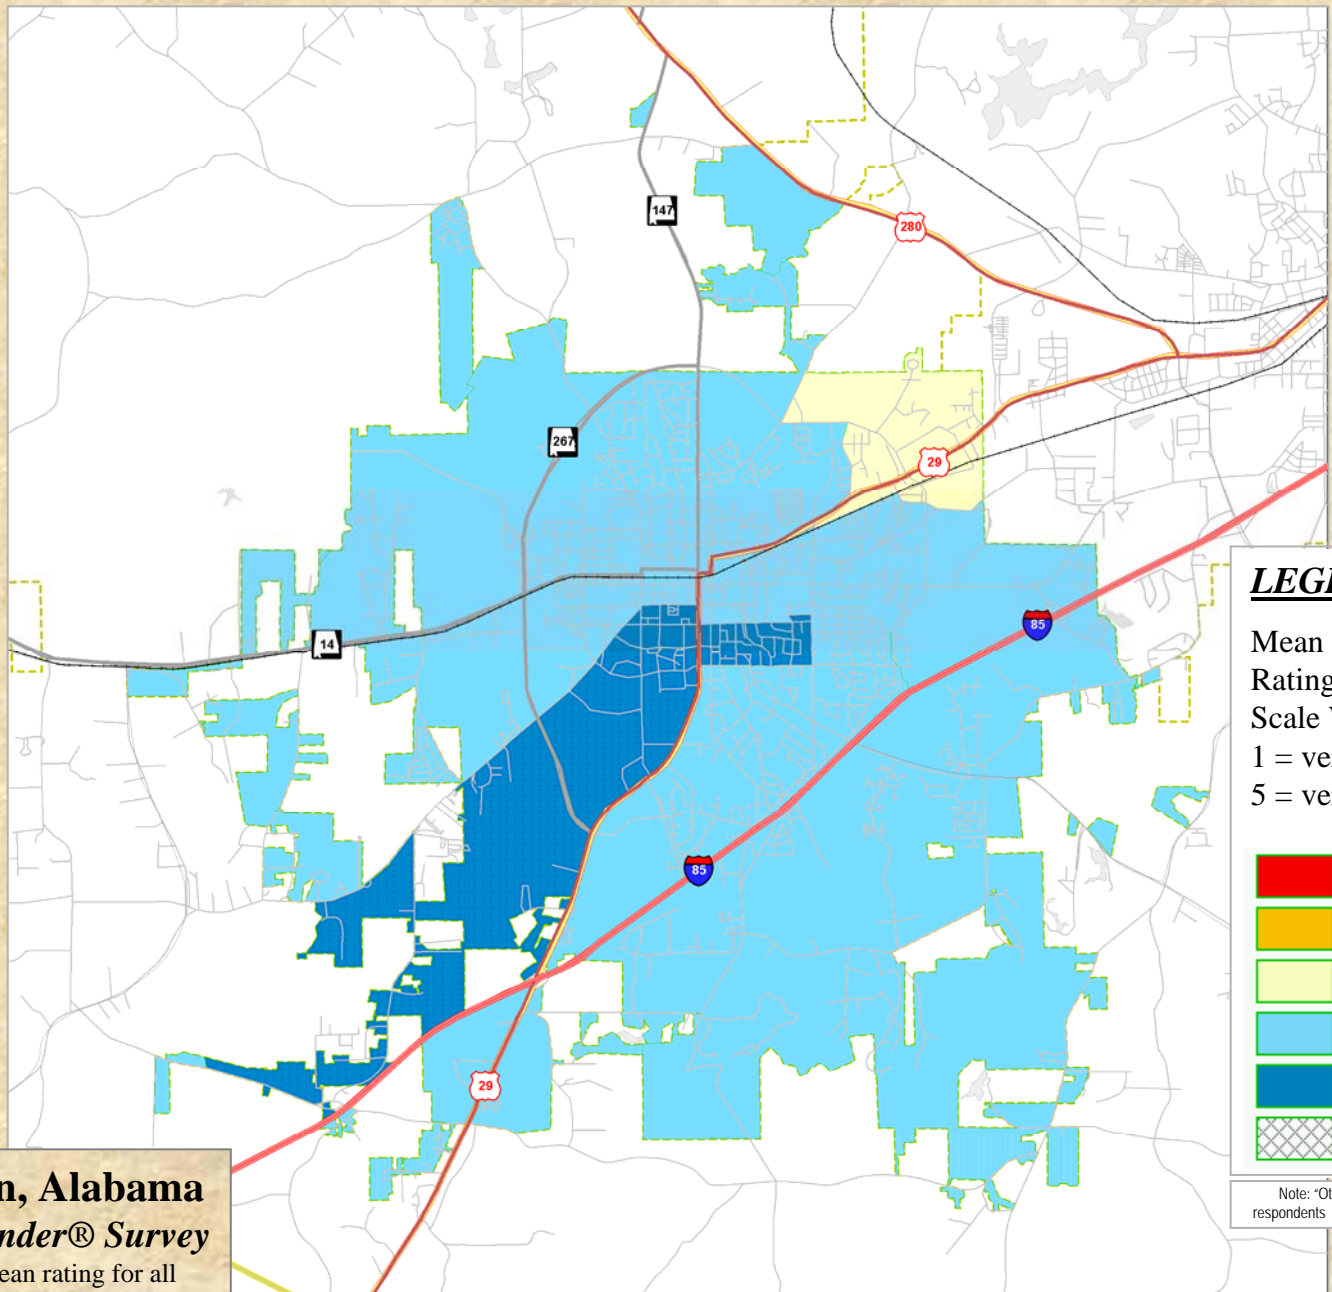 147
280
267
29
14
85
85
29
LEG
Mean
Rating
Scale
1 = ve
5 = ve
Note: "Ot
respondents
n, Alabama
nder® Survey
ean rating for all